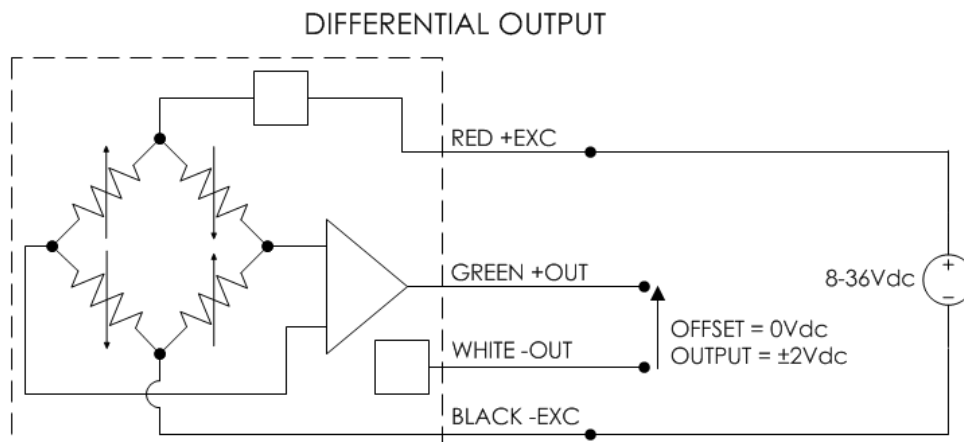 DIFFERENTIAL OUTPUT
RED +EXC
GREEN +OUT
8-36Vdc
+
−
OFFSET = 0Vdc
OUTPUT = ±2Vdc
WHITE -OUT
BLACK -EXC